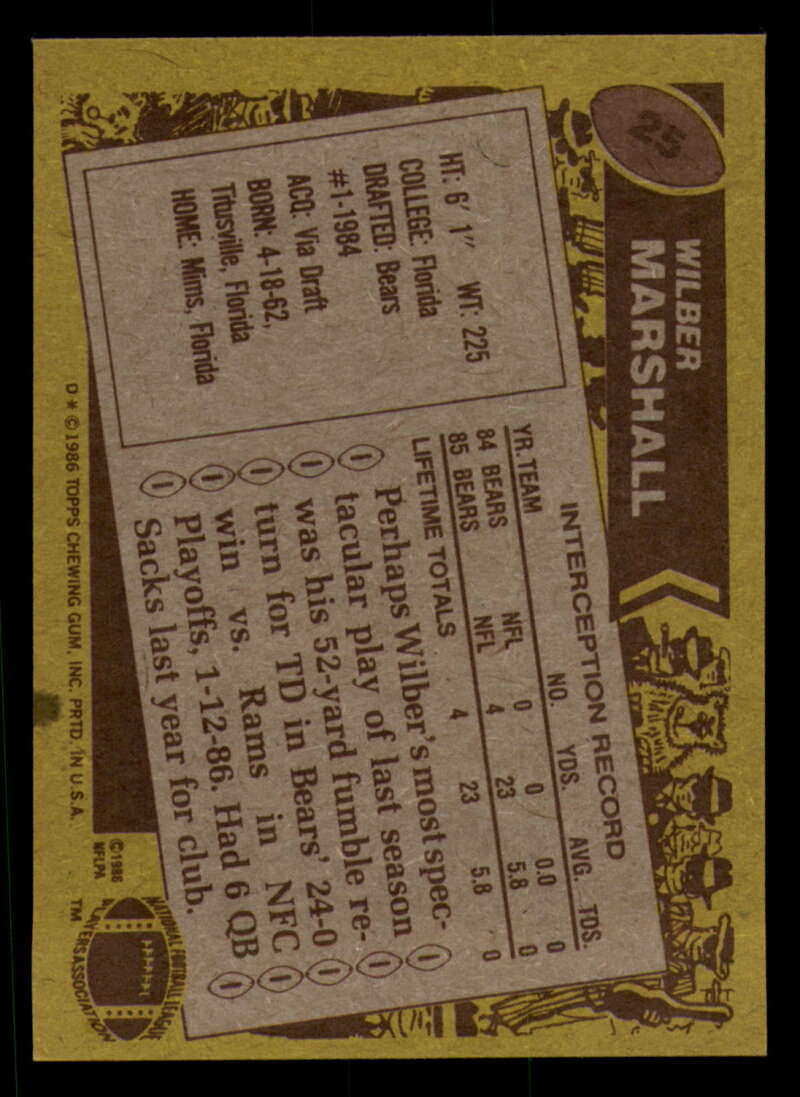 25
WILBER
MARSHALL
HT: 6' 1" WT: 225
COLLEGE: Florida
DRAFTED: Bears
#1-1984
ACQ: Via Draft
BORN: 4-18-62,
Titusville, Florida
HOME: Mims, Florida
INTERCEPTION RECORD
YR. TEAM NO. YDS. AVG. TDS.
84 BEARS NFL 0 0 0.0 0
85 BEARS NFL 4 23 5.8 0
LIFETIME TOTALS 4 23 5.8 0
Perhaps Wilber's most spec-
tacular play of last season
was his 52-yard fumble re-
turn for TD in Bears' 24-0
win vs. Rams in NFC
Playoffs, 1-12-86. Had 6 QB
Sacks last year for club.
D * © 1986 TOPPS CHEWING GUM, INC. PRTD. IN U.S.A.
©1986
NFLPA
NATIONAL FOOTBALL LEAGUE
PLAYERS ASSOCIATION
TM